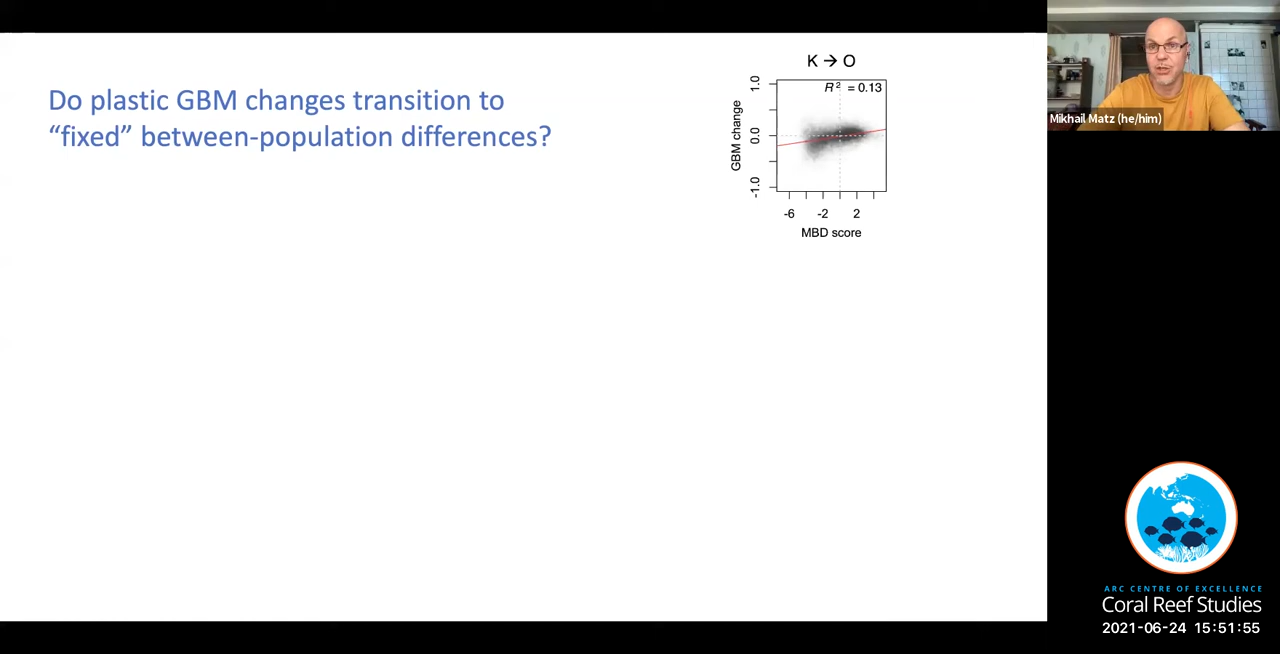 Do plastic GBM changes transition to
“fixed” between-population differences?
K → O
R² = 0.13
GBM change
1.0
0.0
-1.0
-6 -2 2
MBD score
Mikhail Matz (he/him)
ARC CENTRE OF EXCELLENCE
Coral Reef Studies
2021-06-24 15:51:55